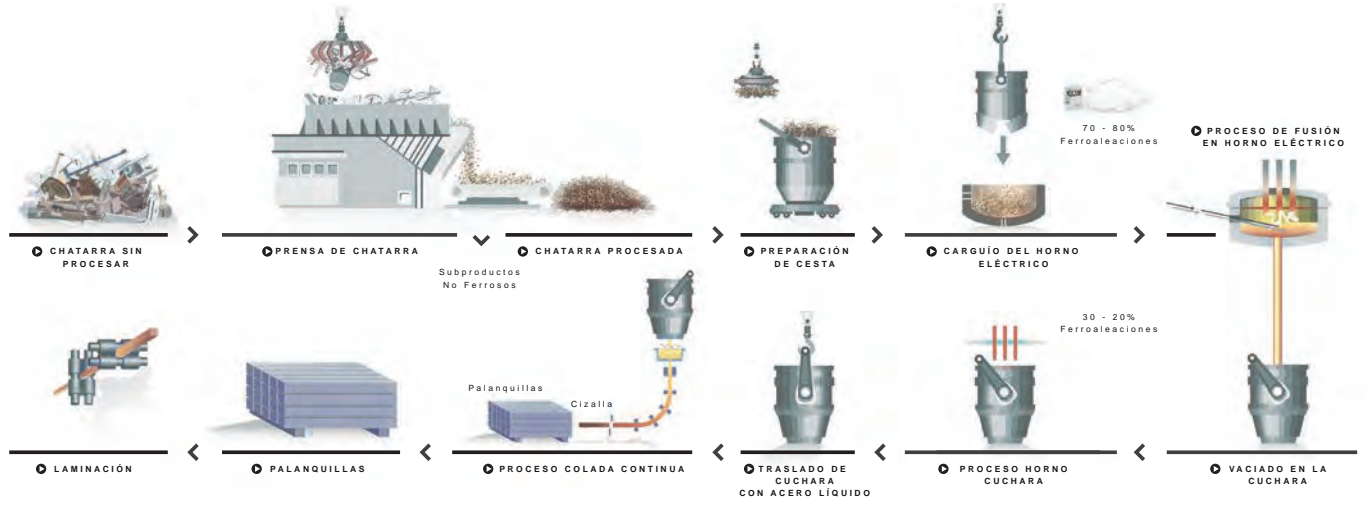 70 - 80%
Ferroaleaciones
PROCESO DE FUSIÓN
EN HORNO ELÉCTRICO
CHATARRA SIN
PROCESAR
PRENSA DE CHATARRA
CHATARRA PROCESADA
PREPARACIÓN
DE CESTA
CARGUÍO DEL HORNO
ELÉCTRICO
Subproductos
No Ferrosos
30 - 20%
Ferroaleaciones
Palanquillas
Cizalla
LAMINACIÓN
PALANQUILLAS
PROCESO COLADA CONTINUA
TRASLADO DE
CUCHARA
CON ACERO LÍQUIDO
PROCESO HORNO
CUCHARA
VACIADO EN LA
CUCHARA